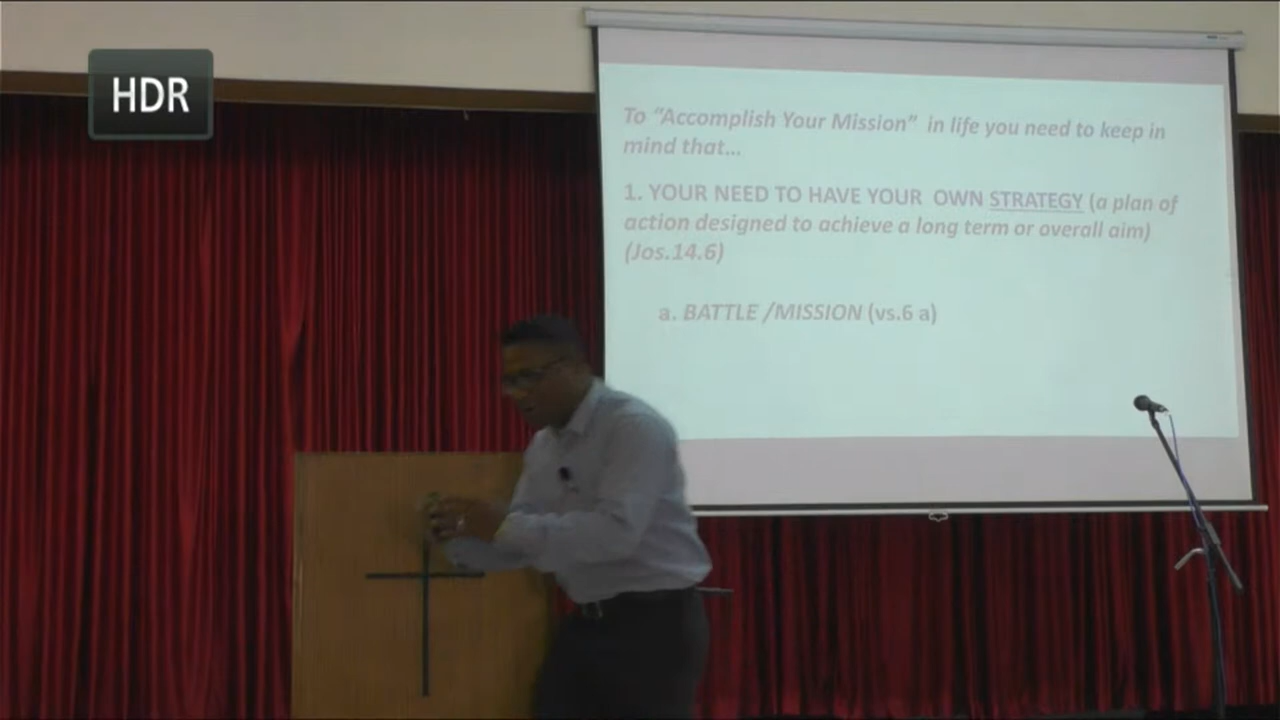 HDR
To “Accomplish Your Mission” in life you need to keep in
mind that…
1. YOUR NEED TO HAVE YOUR OWN STRATEGY (a plan of
action designed to achieve a long term or overall aim)
(Jos.14.6)
a. BATTLE /MISSION (vs.6 a)